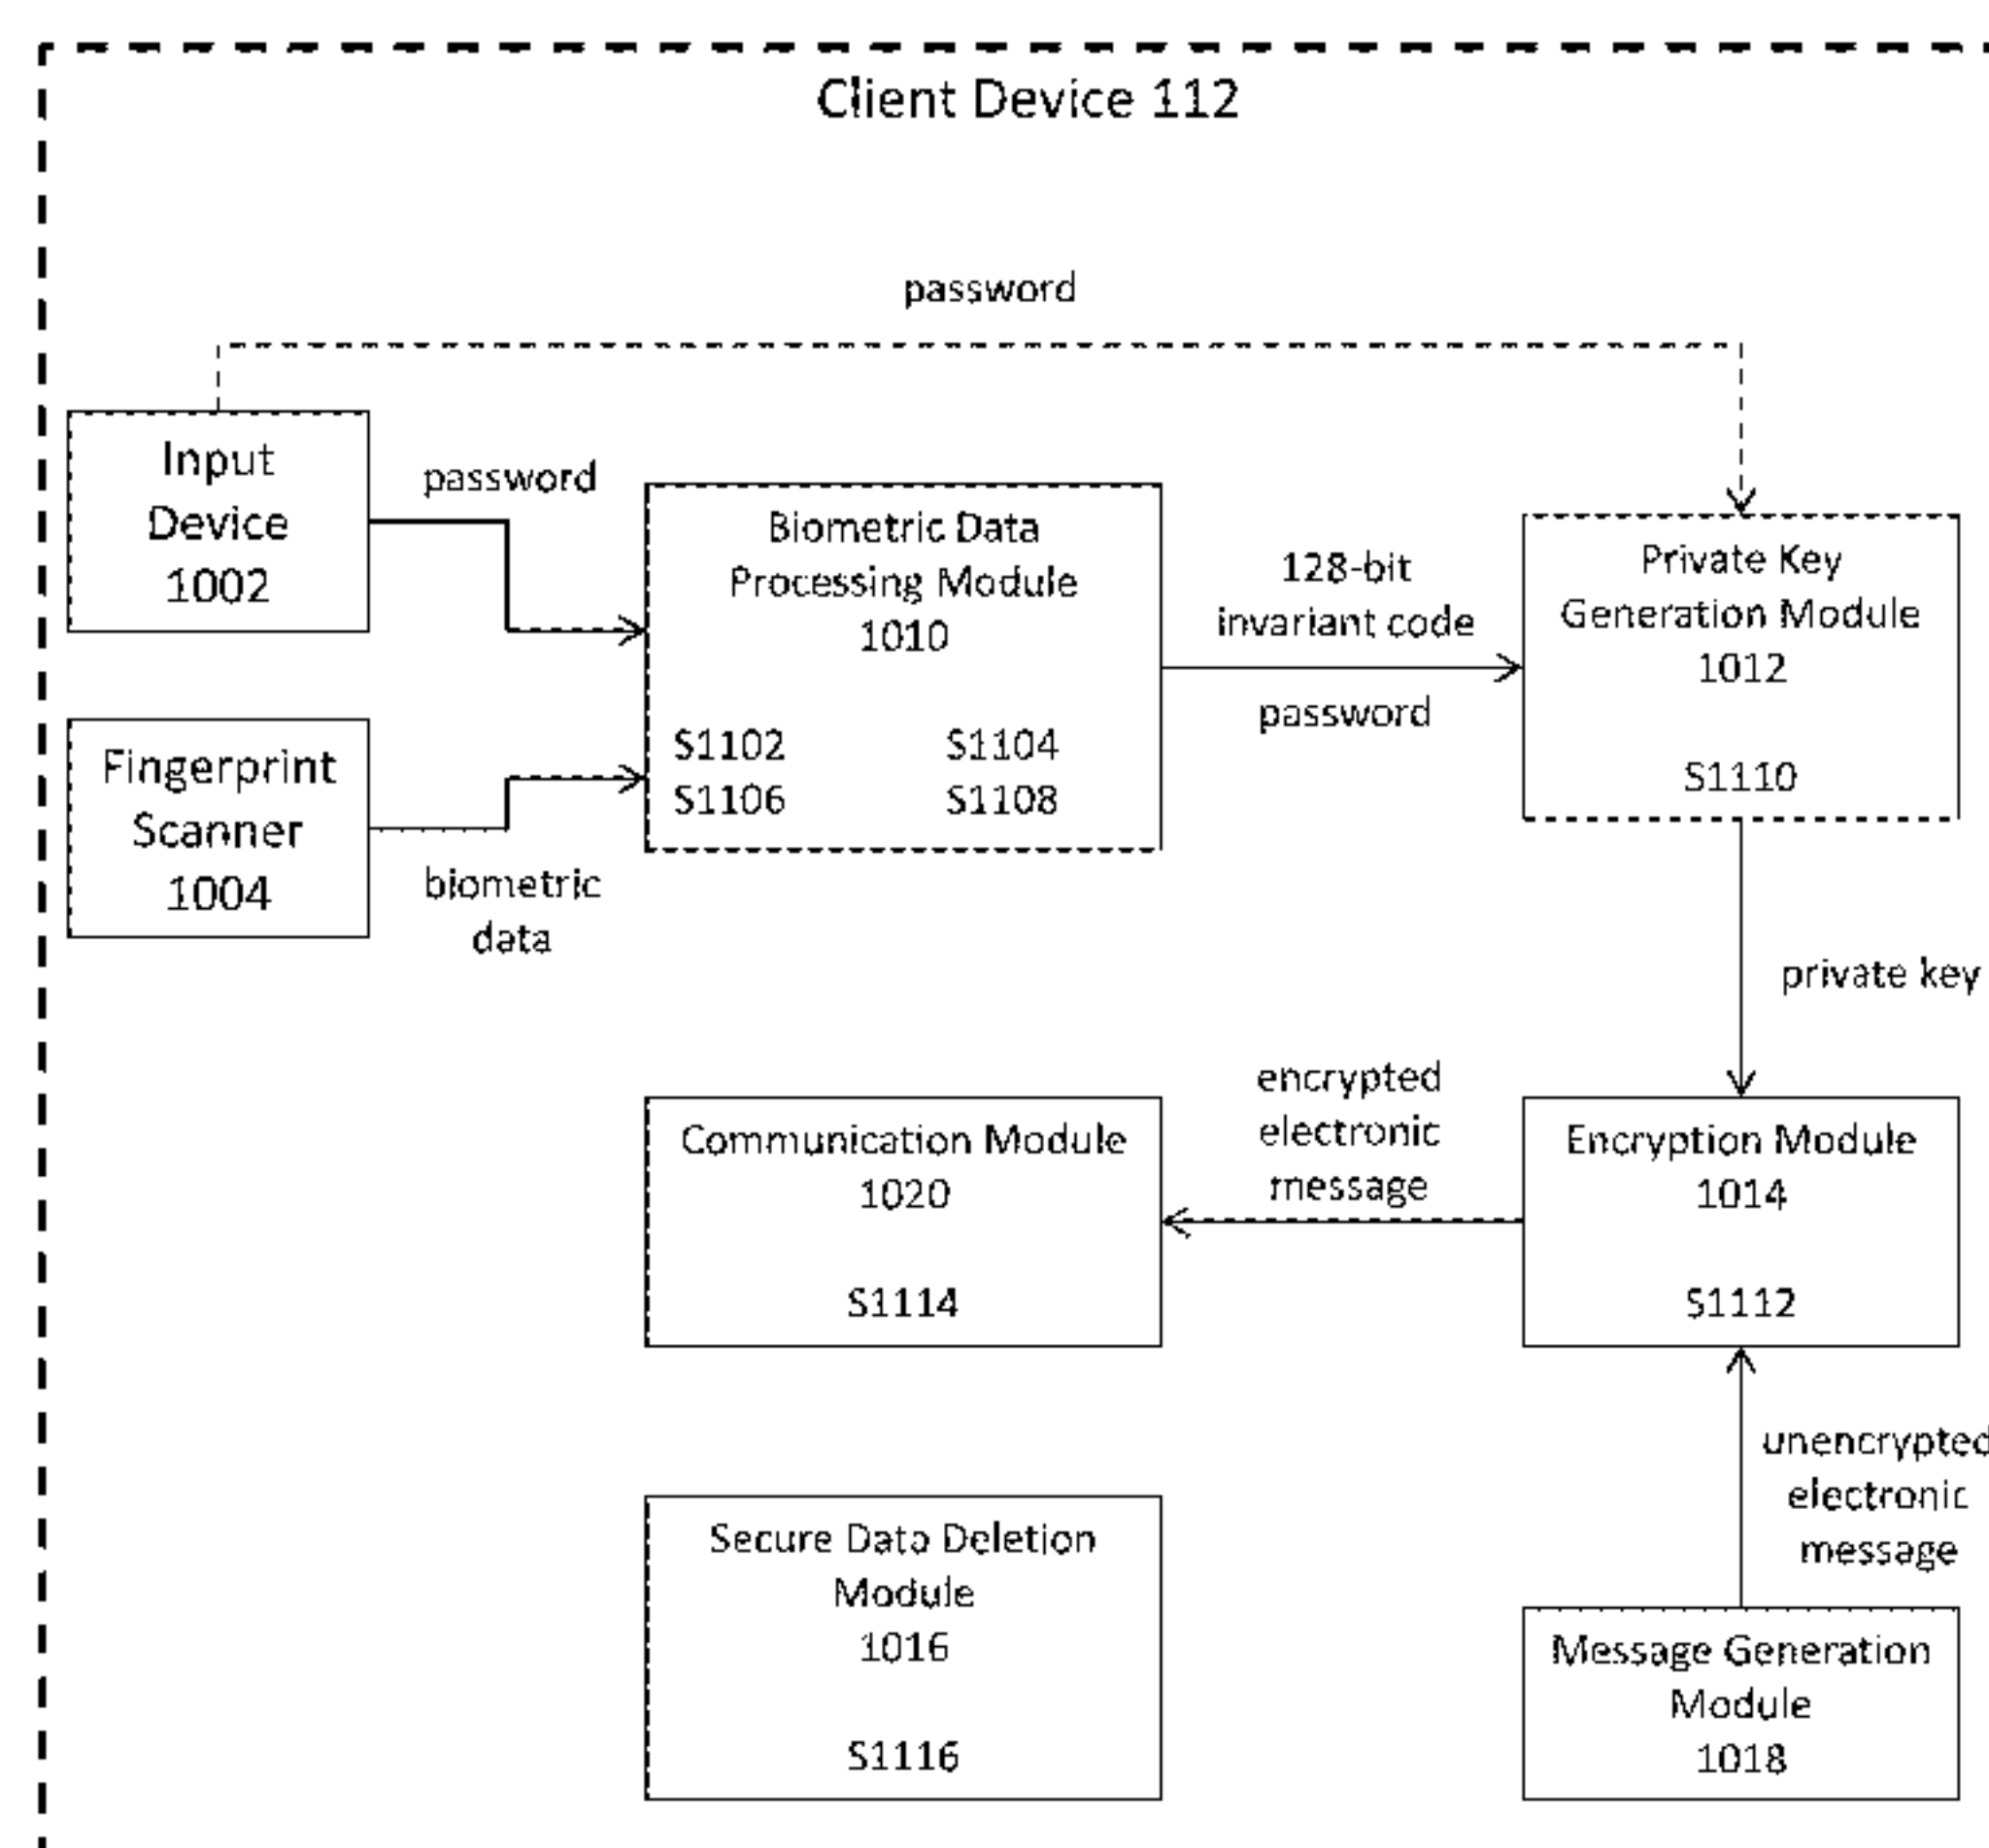 Client Device 112
password
Input
Device
1002
password
Biometric Data
Processing Module
1010
S1102 S1104
S1106 S1108
128-bit
invariant code
password
Private Key
Generation Module
1012
S1110
Fingerprint
Scanner
1004
biometric
data
private key
Communication Module
1020
S1114
encrypted
electronic
message
Encryption Module
1014
S1112
unencrypted
electronic
message
Secure Data Deletion
Module
1016
S1116
Message Generation
Module
1018